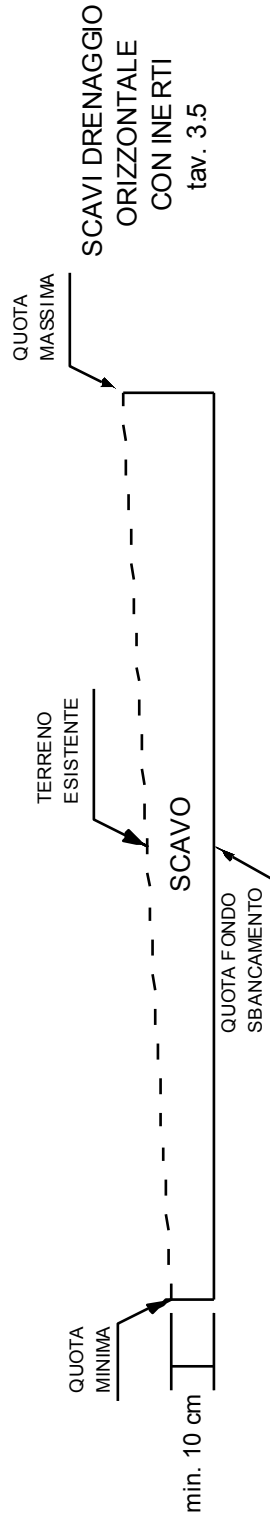 SCAVI DRENAGGIO
ORIZZONTALE
CON INERTI
tav. 3.5
QUOTA
MASSIMA
TERRENO
ESISTENTE
SCAVO
QUOTA FONDO
SBANCAMENTO
QUOTA
MINIMA
min. 10 cm